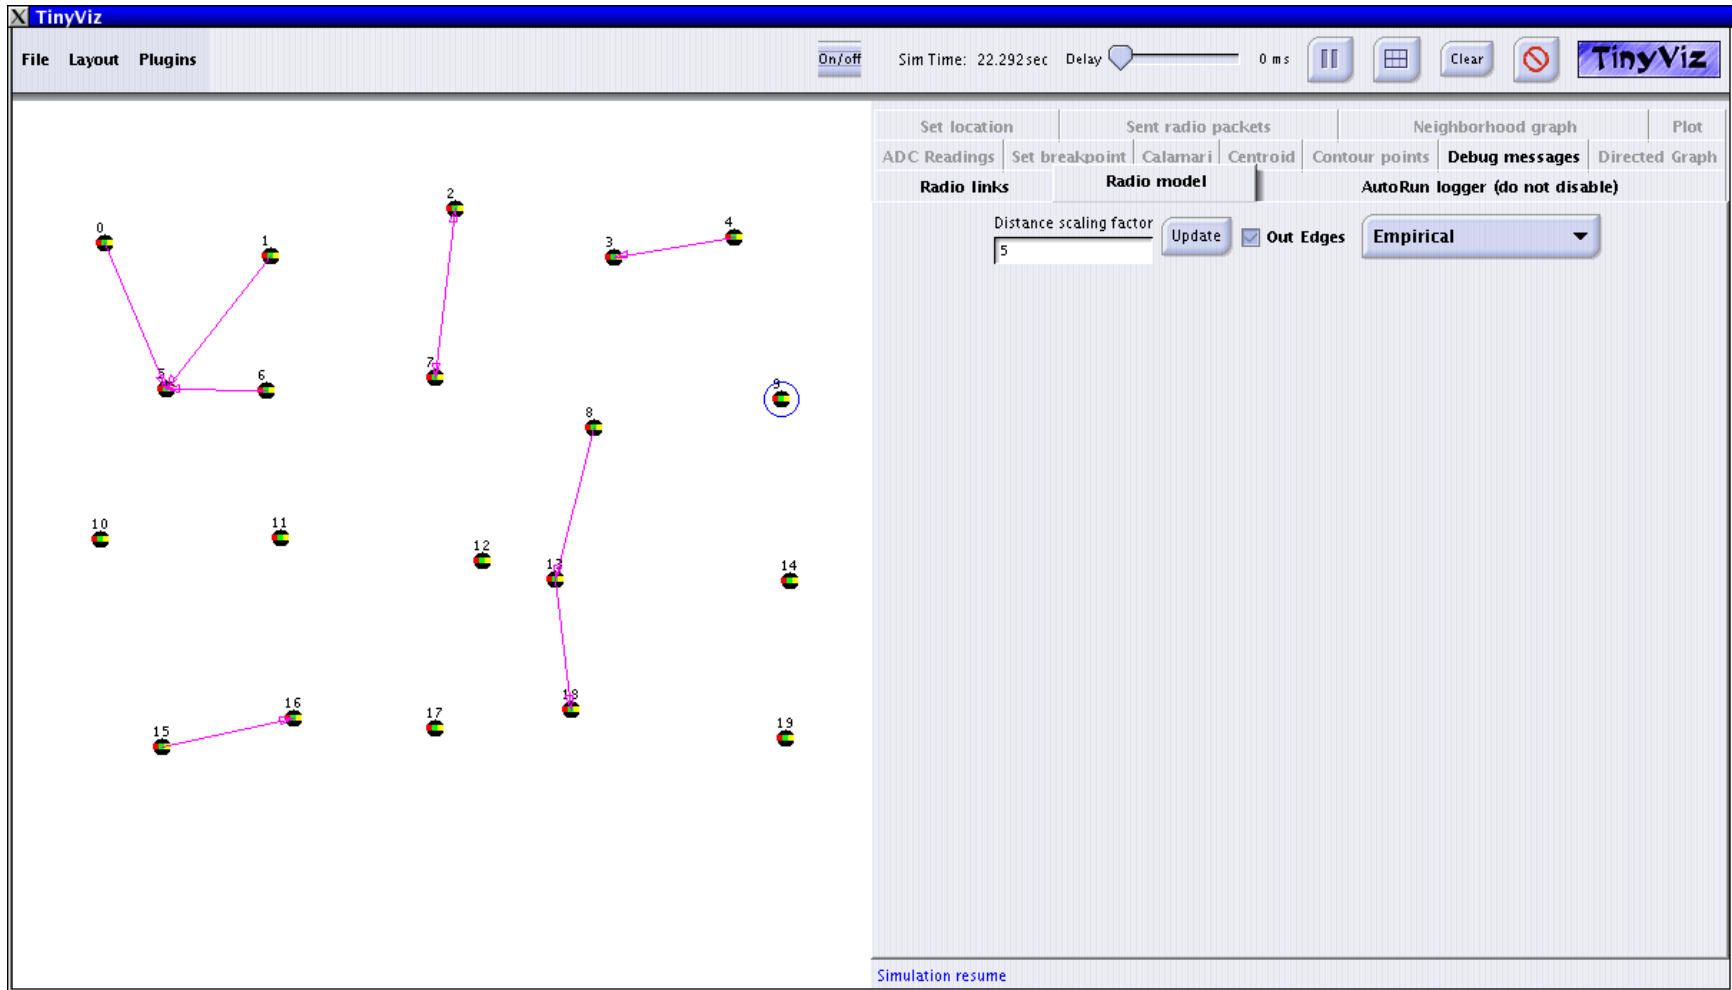 TinyViz
File Layout Plugins On/off Sim Time: 22.292sec Delay 0 ms Clear TinyViz
Set location Sent radio packets Neighborhood graph Plot
ADC Readings Set breakpoint Calamari Centroid Contour points Debug messages Directed Graph
Radio links Radio model AutoRun logger (do not disable)
Distance scaling factor
5
Update
Out Edges
Empirical
0
1
2
3
4
5
6
7
8
9
10
11
12
13
14
15
16
17
18
19
Simulation resume